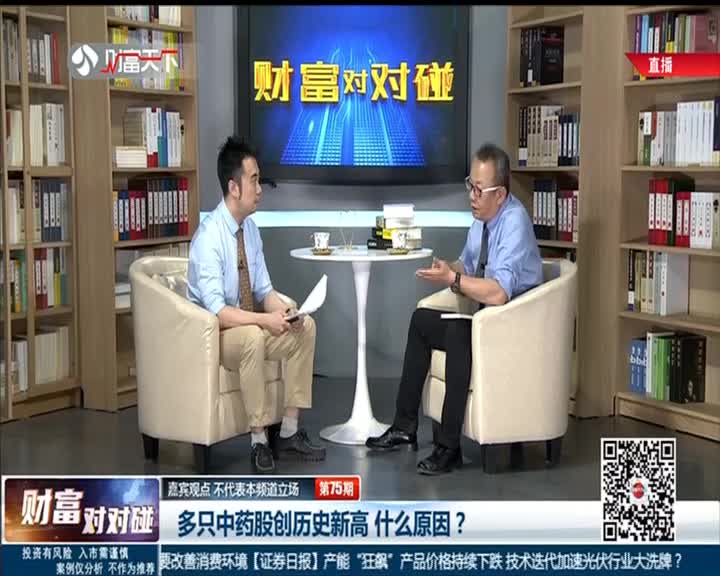 财富天下
财富对对碰
直播
嘉宾观点 不代表本频道立场
第75期
财富对对碰
多只中药股创历史新高 什么原因？
投资有风险 入市需谨慎
案例仅分析 不作为推荐
要改善消费环境【证券日报】产能“狂飙”产品价格持续下跌 技术迭代加速光伏行业大洗牌？